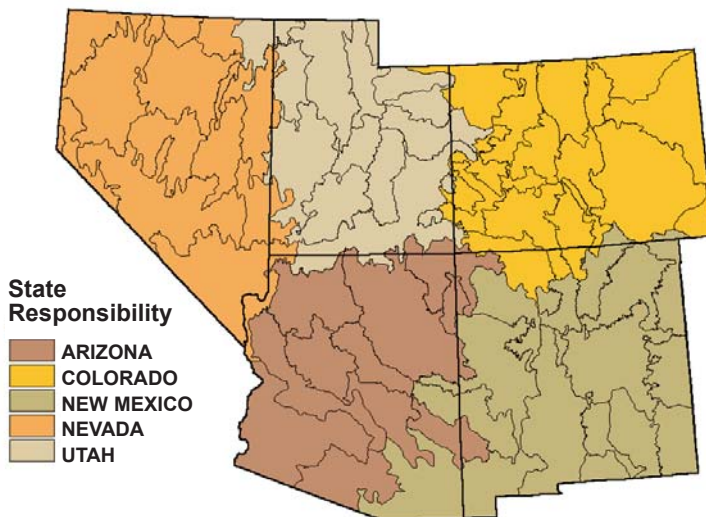 State
Responsibility
ARIZONA
COLORADO
NEW MEXICO
NEVADA
UTAH